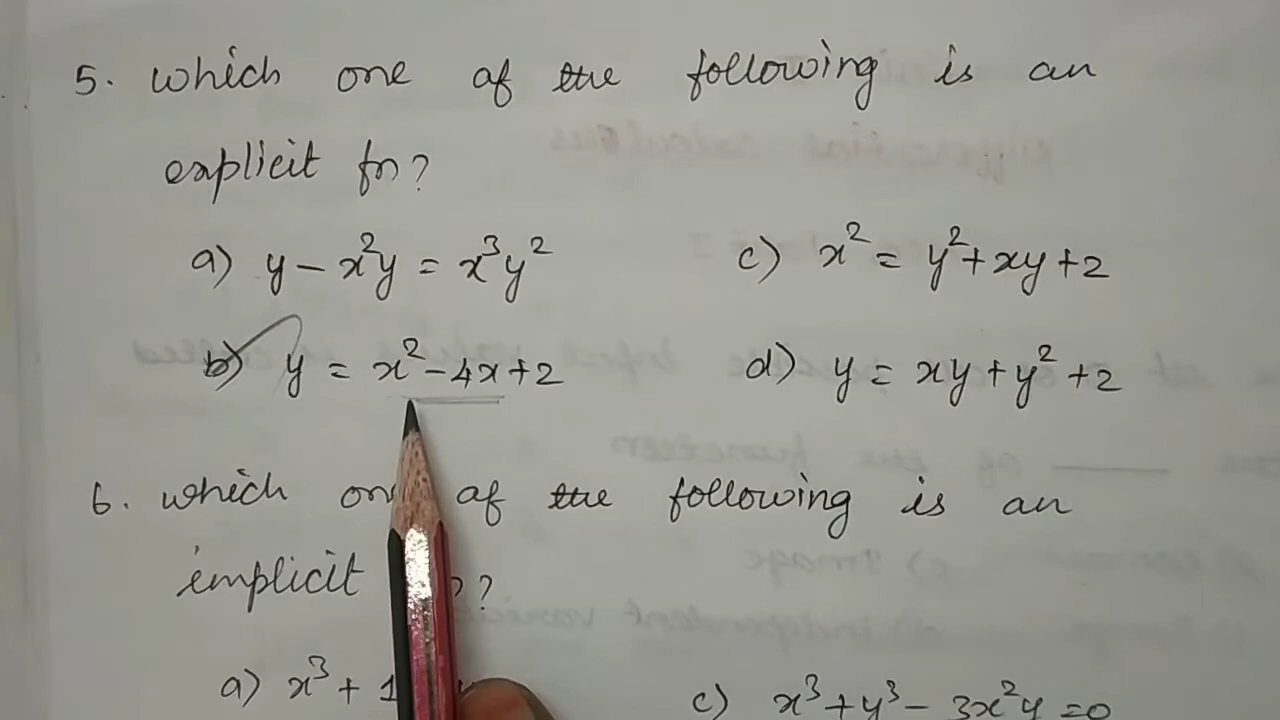 5. which one of the following is an
explicit fn?
a) y - x²y = x³y² c) x² = y² + xy + 2
b) y = x² - 4x + 2 d) y = xy + y² + 2
6. which one of the following is an
implicit ?
a) x³ + 1 c) x³ + y³ - 3x²y = 0